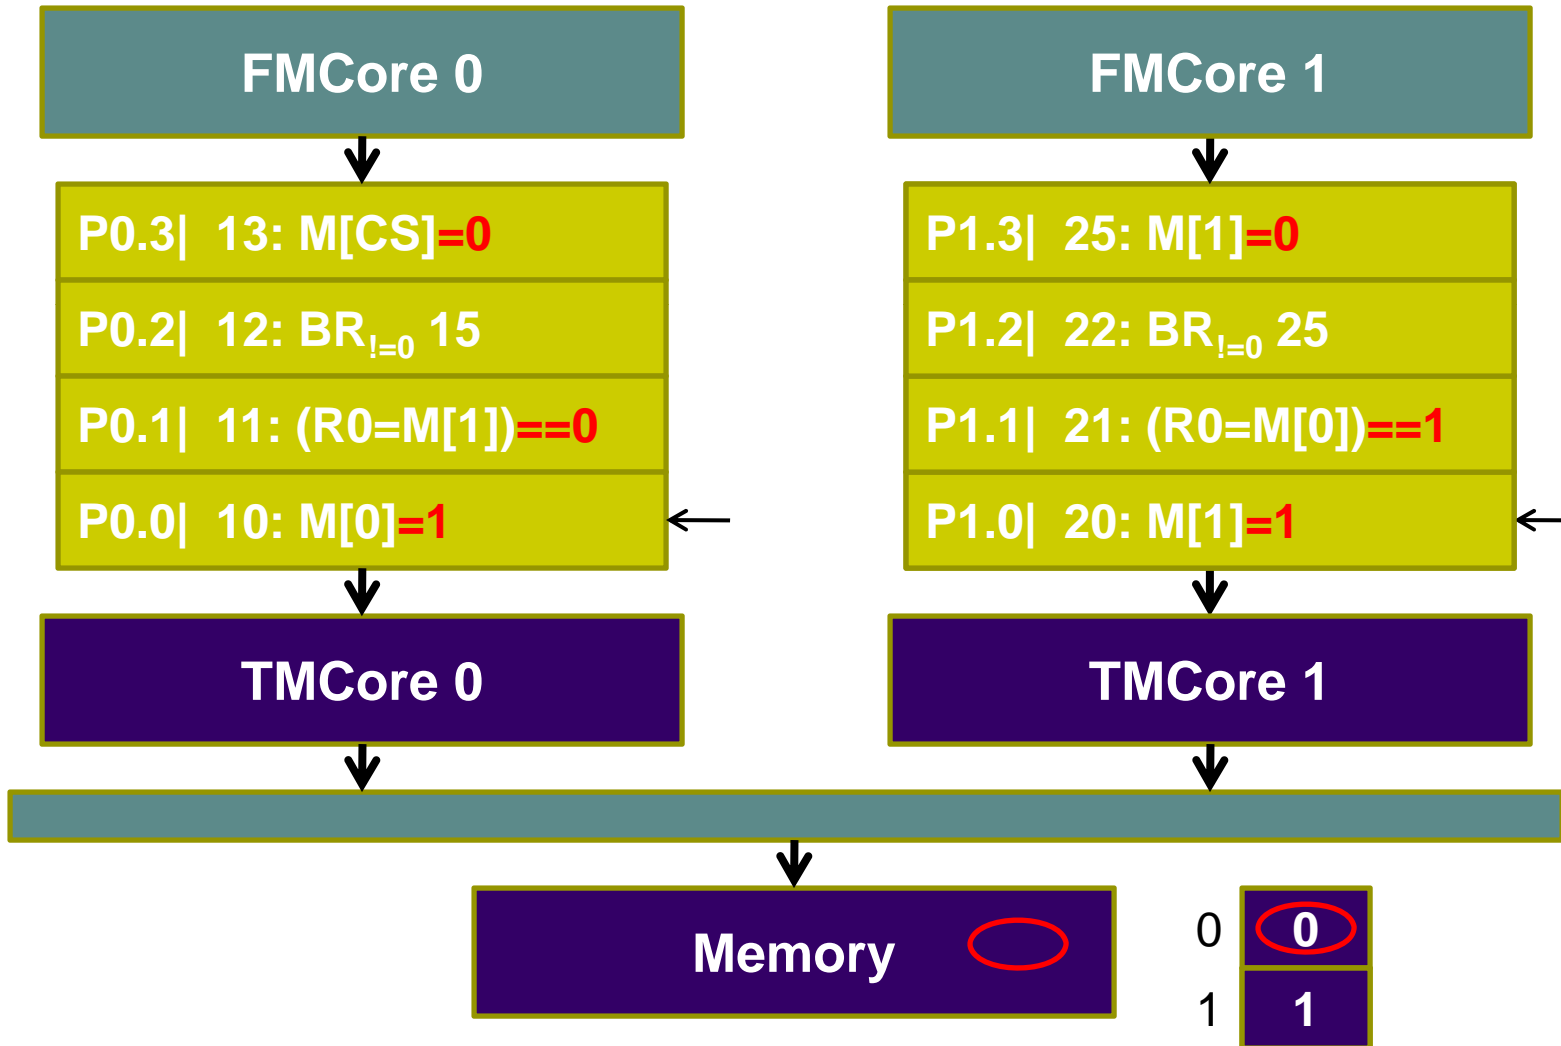 FMCore 0
FMCore 1
P0.3| 13: M[CS]=0
P0.2| 12: BR!=0 15
P0.1| 11: (R0=M[1])==0
P0.0| 10: M[0]=1
P1.3| 25: M[1]=0
P1.2| 22: BR!=0 25
P1.1| 21: (R0=M[0])==1
P1.0| 20: M[1]=1
TMCore 0
TMCore 1
Memory
0 0
1 1